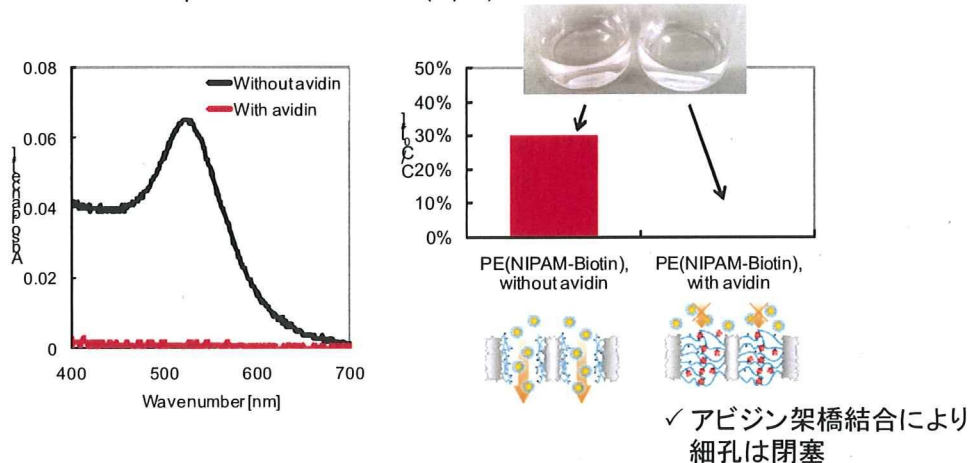 0.08
0.06
0.04
0.02
0
Absorbance[-]
Without avidin
With avidin
400 500 600 700
Wavenumber[nm]
50%
40%
30%
20%
10%
0%
C/C₀[-]
PE(NIPAM-Biotin),
without avidin
PE(NIPAM-Biotin),
with avidin
✓ アビジン架橋結合により
細孔は閉塞